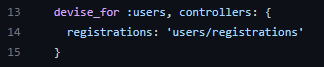 13 devise_for :users, controllers: {
14 registrations: 'users/registrations'
15 }